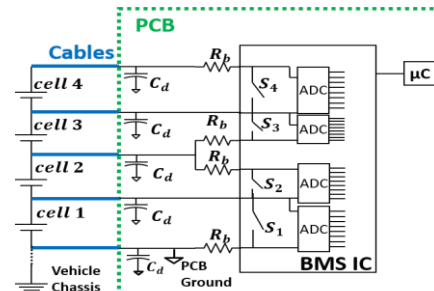 PCB
Cables
BMS IC
μC
cell 4
cell 3
cell 2
cell 1
C_d
C_d
C_d
C_d
C_d
R_b
R_b
R_b
R_b
S_4
S_3
S_2
S_1
ADC
ADC
ADC
ADC
Vehicle
Chassis
PCB
Ground